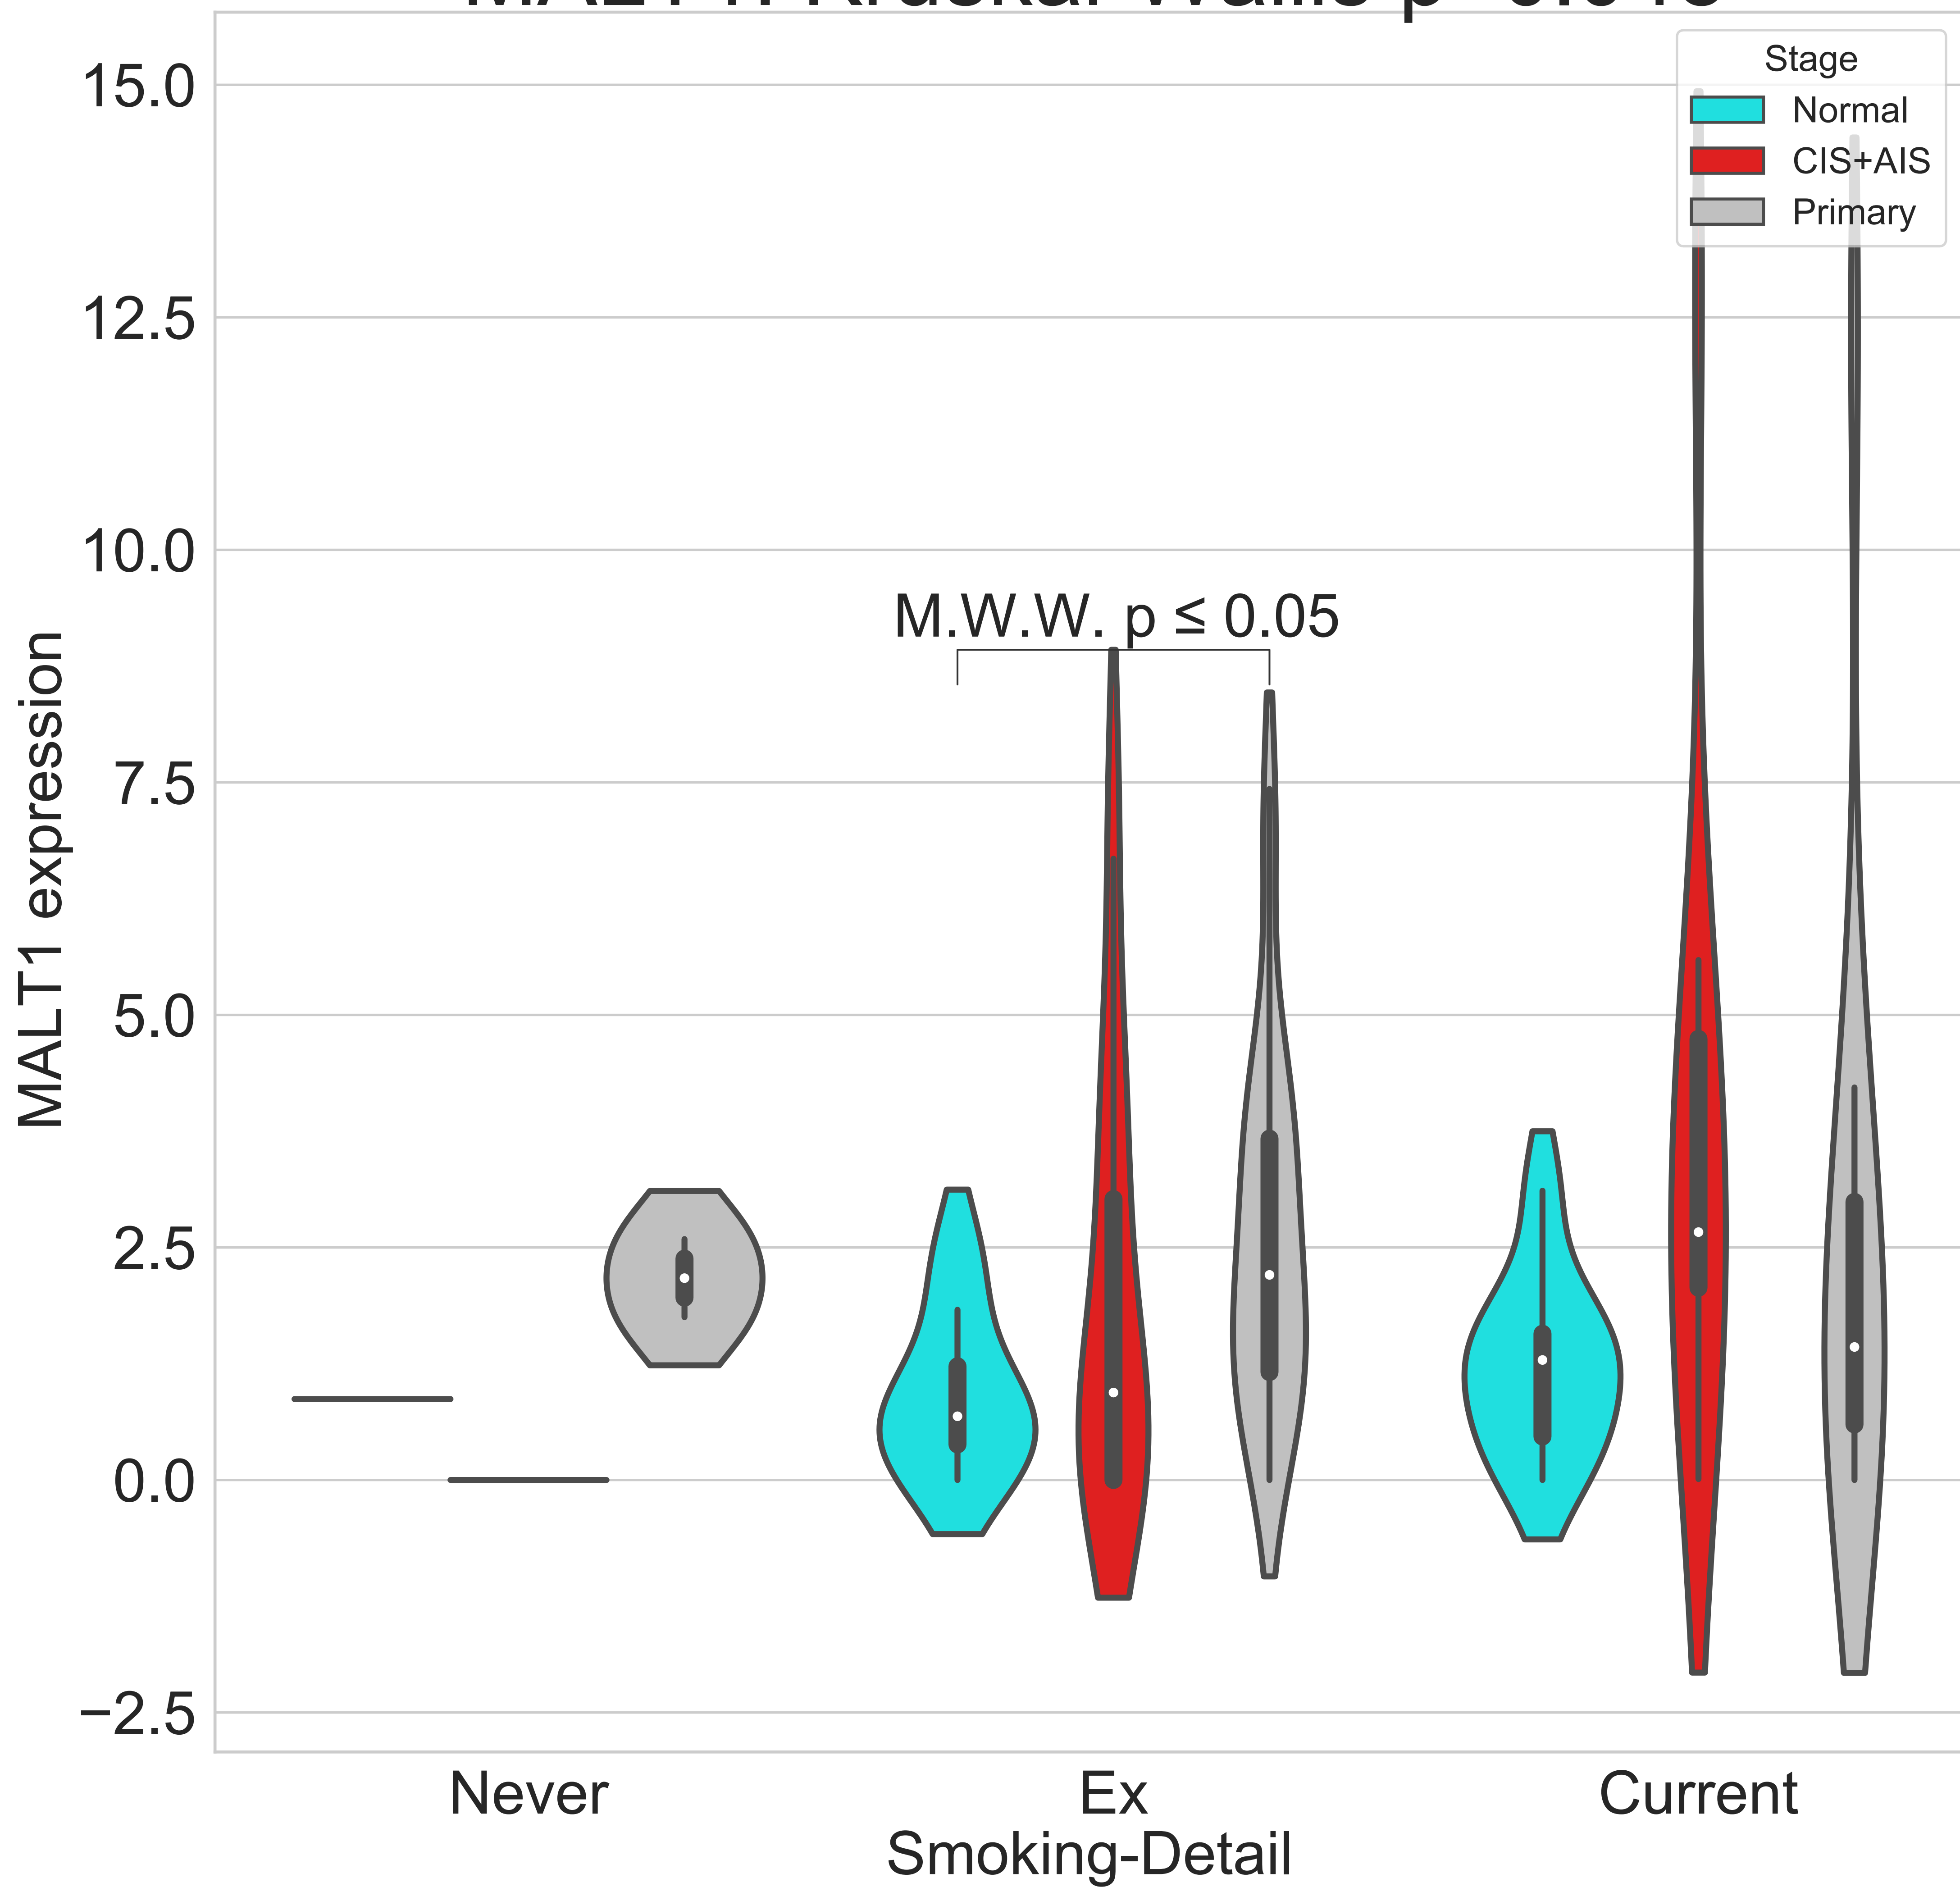 Stage
Normal
CIS+AIS
Primary
15.0
12.5
10.0
7.5
5.0
2.5
0.0
−2.5
MALT1 expression
M.W.W. p ≤ 0.05
Never
Ex
Current
Smoking-Detail